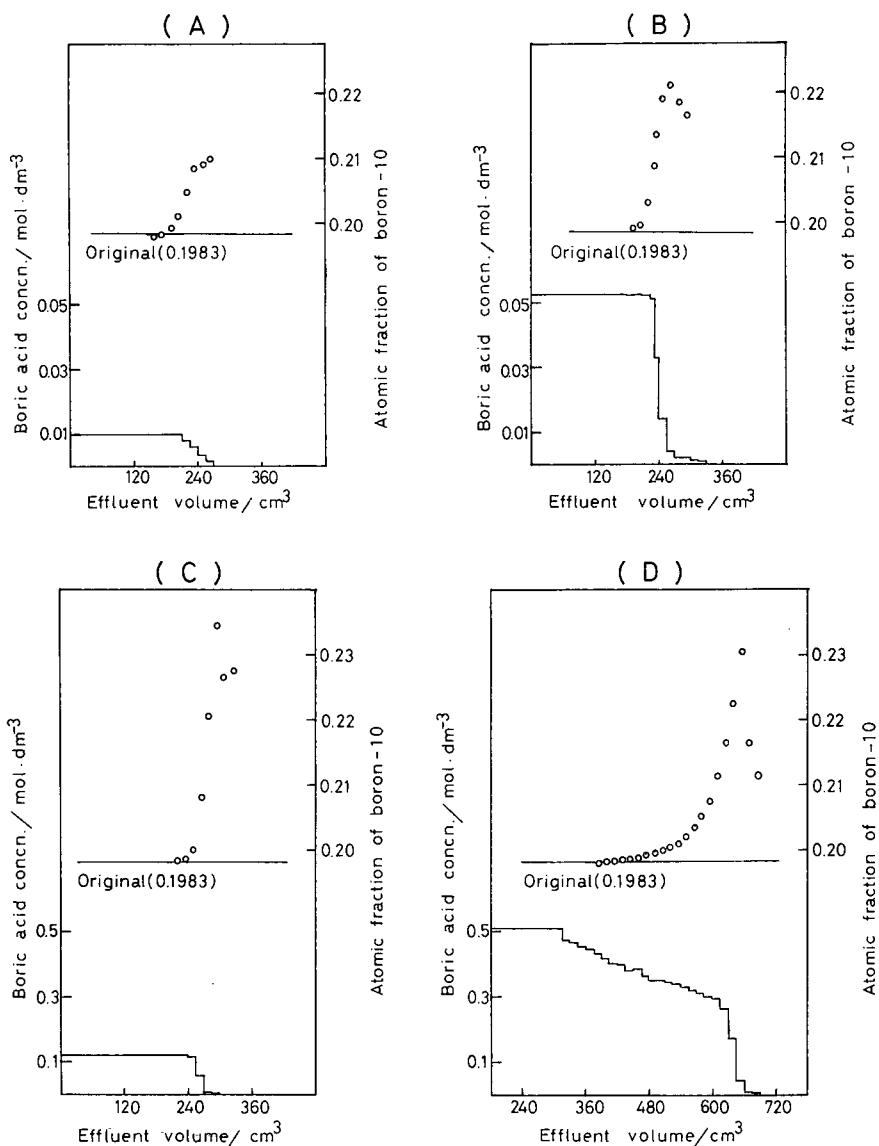 ( A )
Boric acid concn. / mol · dm⁻³
0.05
0.03
0.01
0.22
0.21
0.20
Atomic fraction of boron -10
Original (0.1983)
120 240 360
Effluent volume / cm³
( B )
Boric acid concn. / mol · dm⁻³
0.05
0.03
0.01
0.22
0.21
0.20
Atomic fraction of boron -10
Original (0.1983)
120 240 360
Effluent volume / cm³
( C )
Boric acid concn. / mol · dm⁻³
0.5
0.3
0.1
0.23
0.22
0.21
0.20
Atomic fraction of boron -10
Original (0.1983)
120 240 360
Effluent volume / cm³
( D )
Boric acid concn. / mol · dm⁻³
0.5
0.3
0.1
0.23
0.22
0.21
0.20
Atomic fraction of boron -10
Original (0.1983)
240 360 480 600 720
Effluent volume / cm³